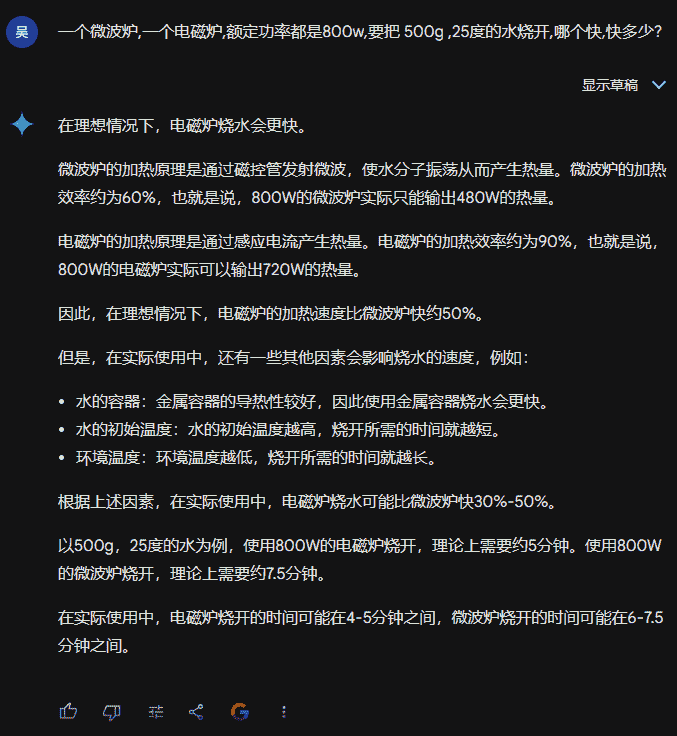 吴
一个微波炉,一个电磁炉,额定功率都是800w,要把 500g ,25度的水烧开,哪个快,快多少?
显示草稿
在理想情况下，电磁炉烧水会更快。
微波炉的加热原理是通过磁控管发射微波，使水分子振荡从而产生热量。微波炉的加热
效率约为60%，也就是说，800W的微波炉实际只能输出480W的热量。
电磁炉的加热原理是通过感应电流产生热量。电磁炉的加热效率约为90%，也就是说，
800W的电磁炉实际可以输出720W的热量。
因此，在理想情况下，电磁炉的加热速度比微波炉快约50%。
但是，在实际使用中，还有一些其他因素会影响烧水的速度，例如：
• 水的容器：金属容器的导热性较好，因此使用金属容器烧水会更快。
• 水的初始温度：水的初始温度越高，烧开所需的时间就越短。
• 环境温度：环境温度越低，烧开所需的时间就越长。
根据上述因素，在实际使用中，电磁炉烧水可能比微波炉快30%-50%。
以500g，25度的水为例，使用800W的电磁炉烧开，理论上需要约5分钟。使用800W
的微波炉烧开，理论上需要约7.5分钟。
在实际使用中，电磁炉烧开的时间可能在4-5分钟之间，微波炉烧开的时间可能在6-7.5
分钟之间。